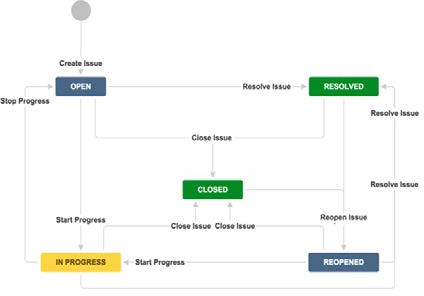 Create Issue
OPEN
Resolve Issue
RESOLVED
Stop Progress
Resolve Issue
Close Issue
CLOSED
Resolve Issue
Start Progress
Close Issue
Close Issue
Reopen Issue
IN PROGRESS
Start Progress
REOPENED